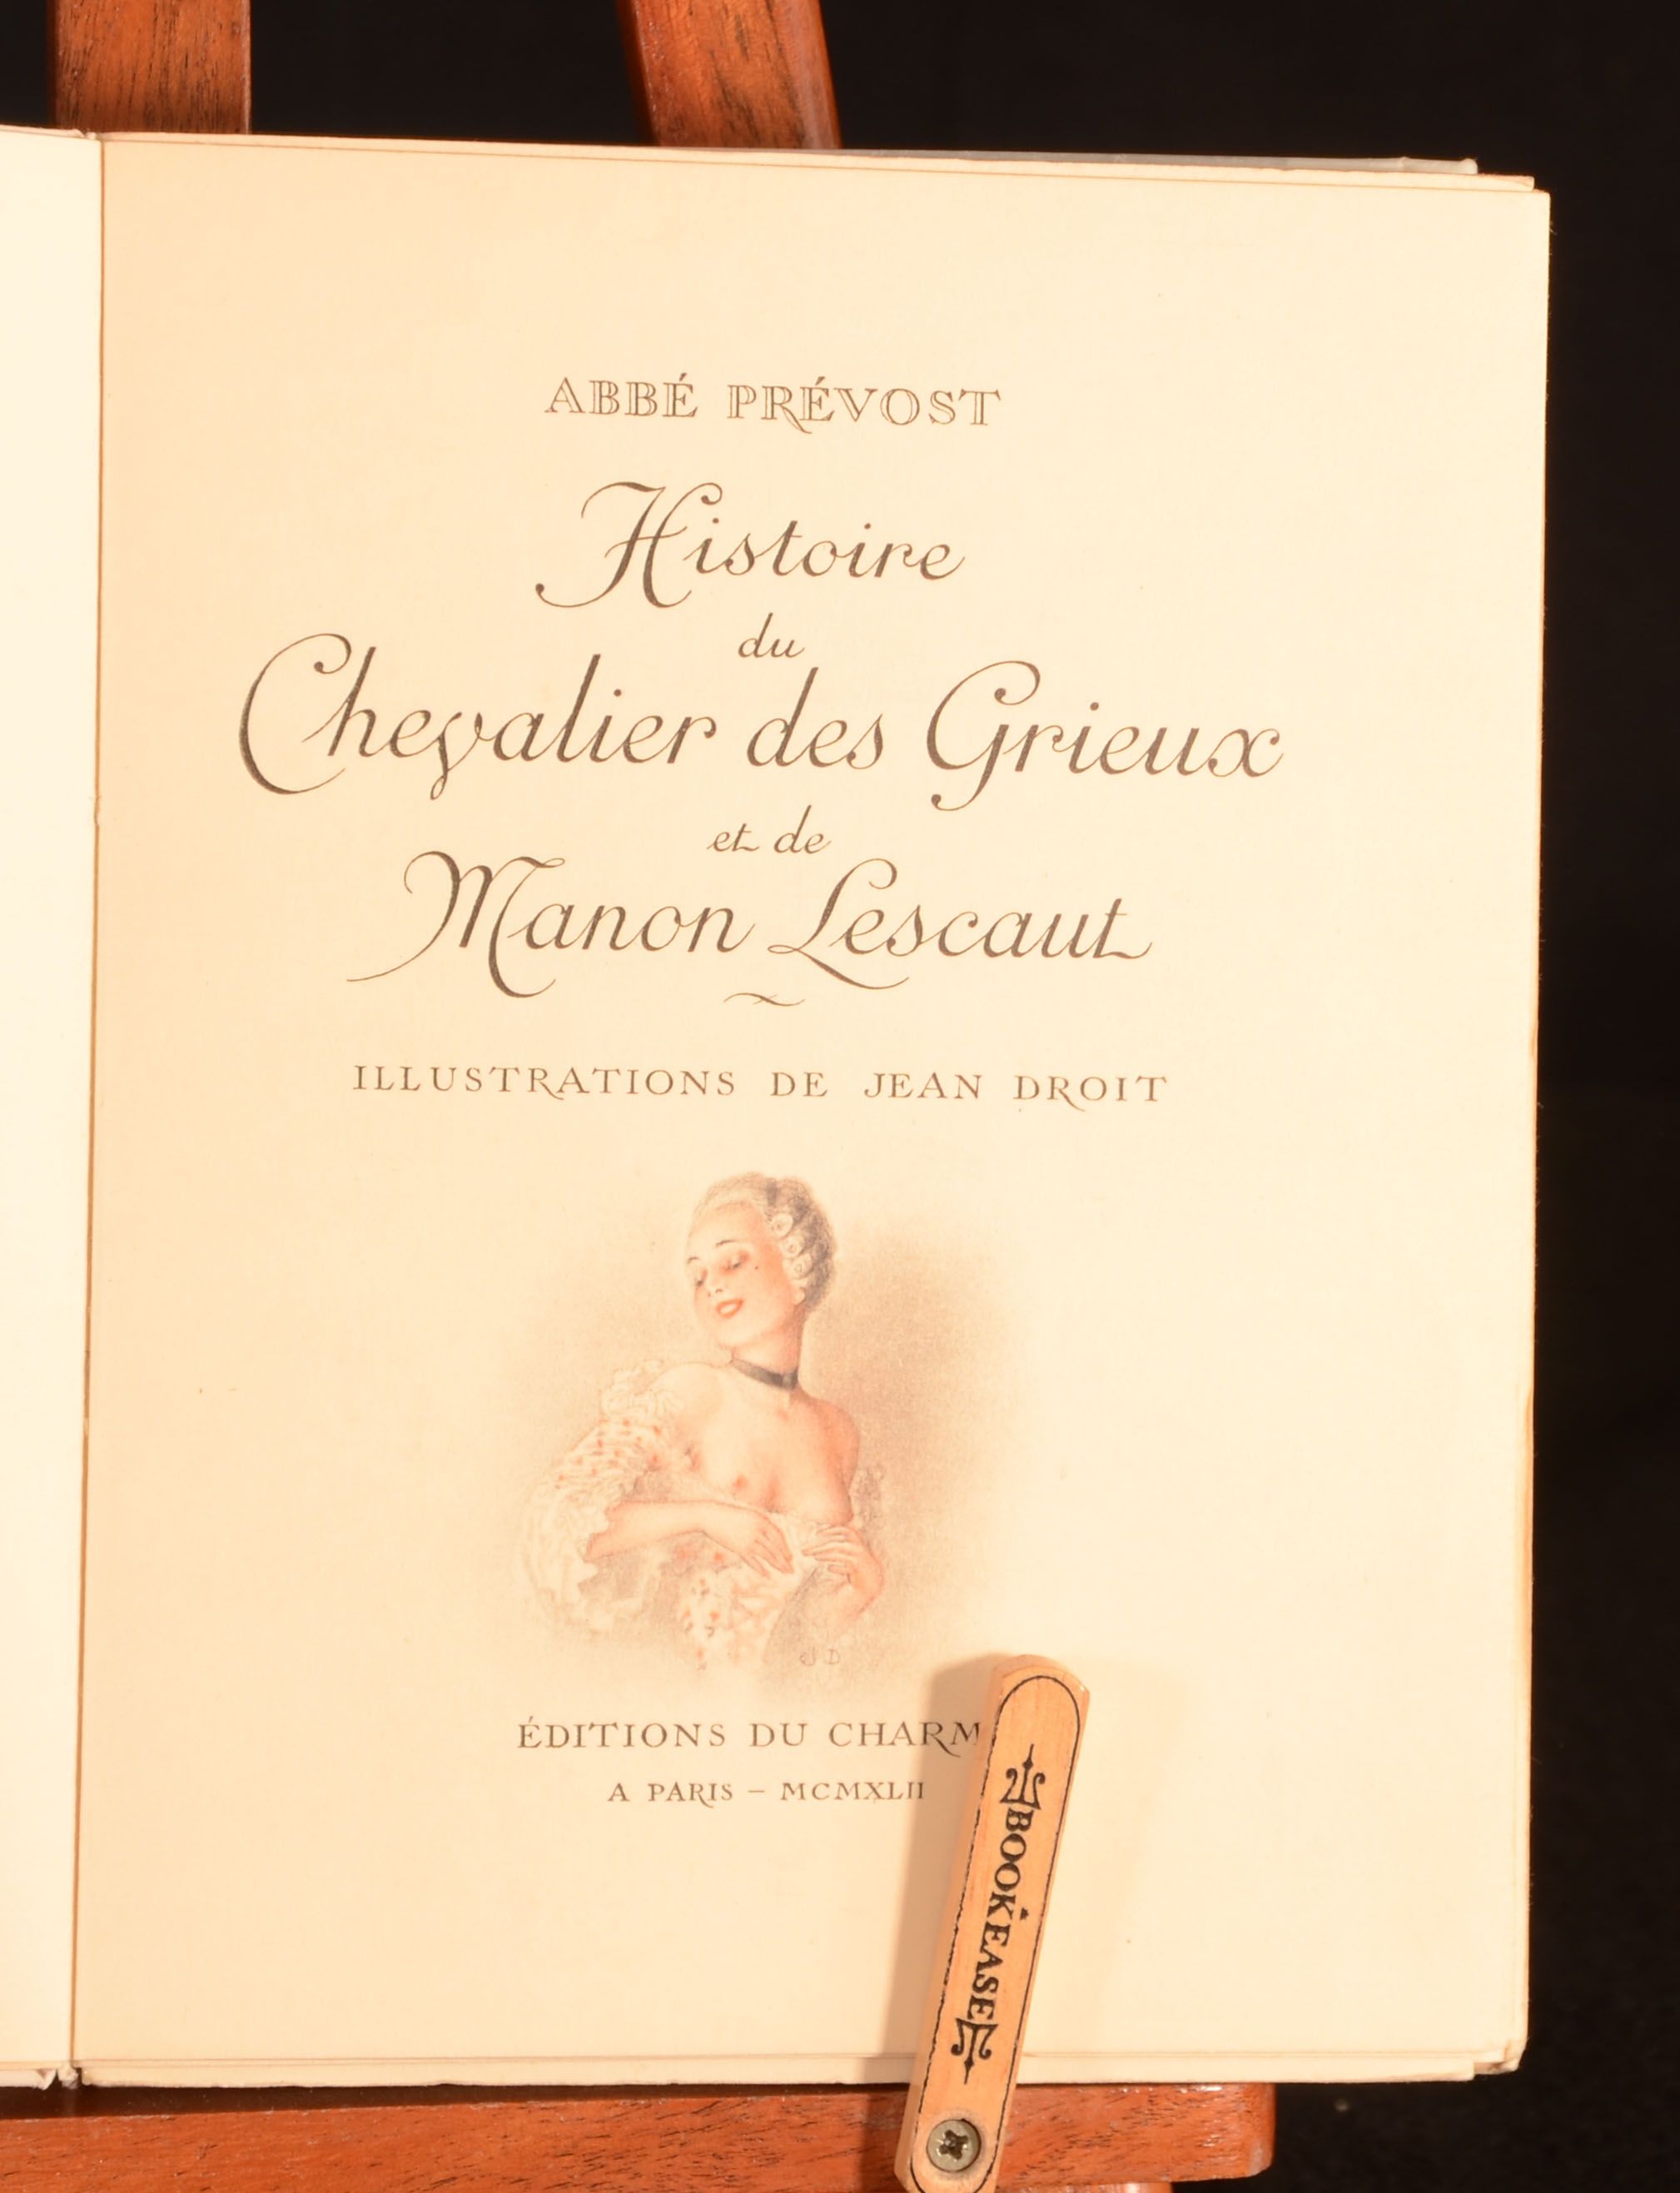 ABBÉ PRÉVOST
Histoire
du
Chevalier des Grieux
et de
Manon Lescaut
ILLUSTRATIONS DE JEAN DROIT
JD
ÉDITIONS DU CHARM
A PARIS – MCMXLII
BOOKEASE